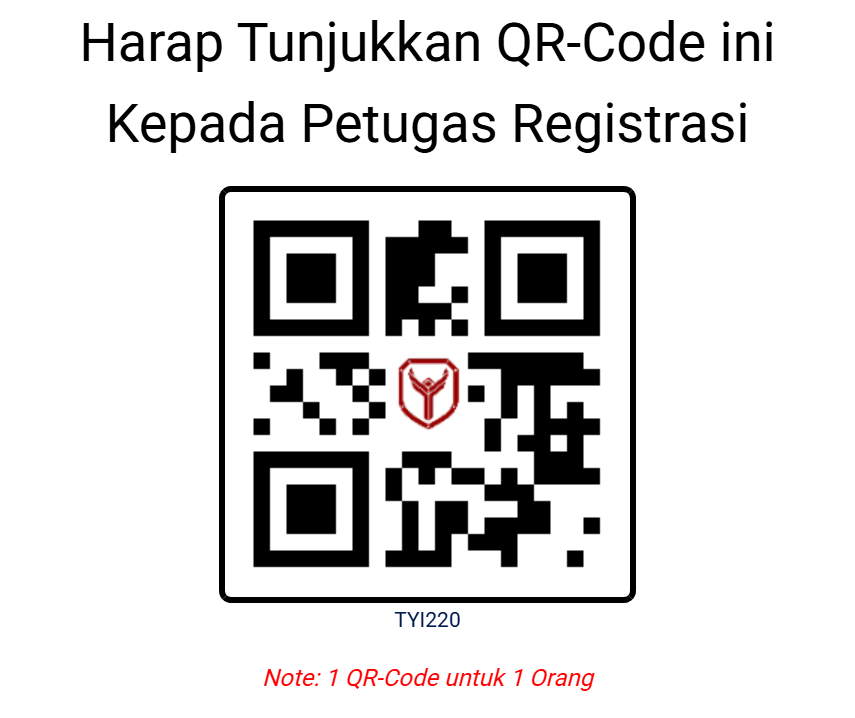 Harap Tunjukkan QR-Code ini
Kepada Petugas Registrasi
TYI220
Note: 1 QR-Code untuk 1 Orang